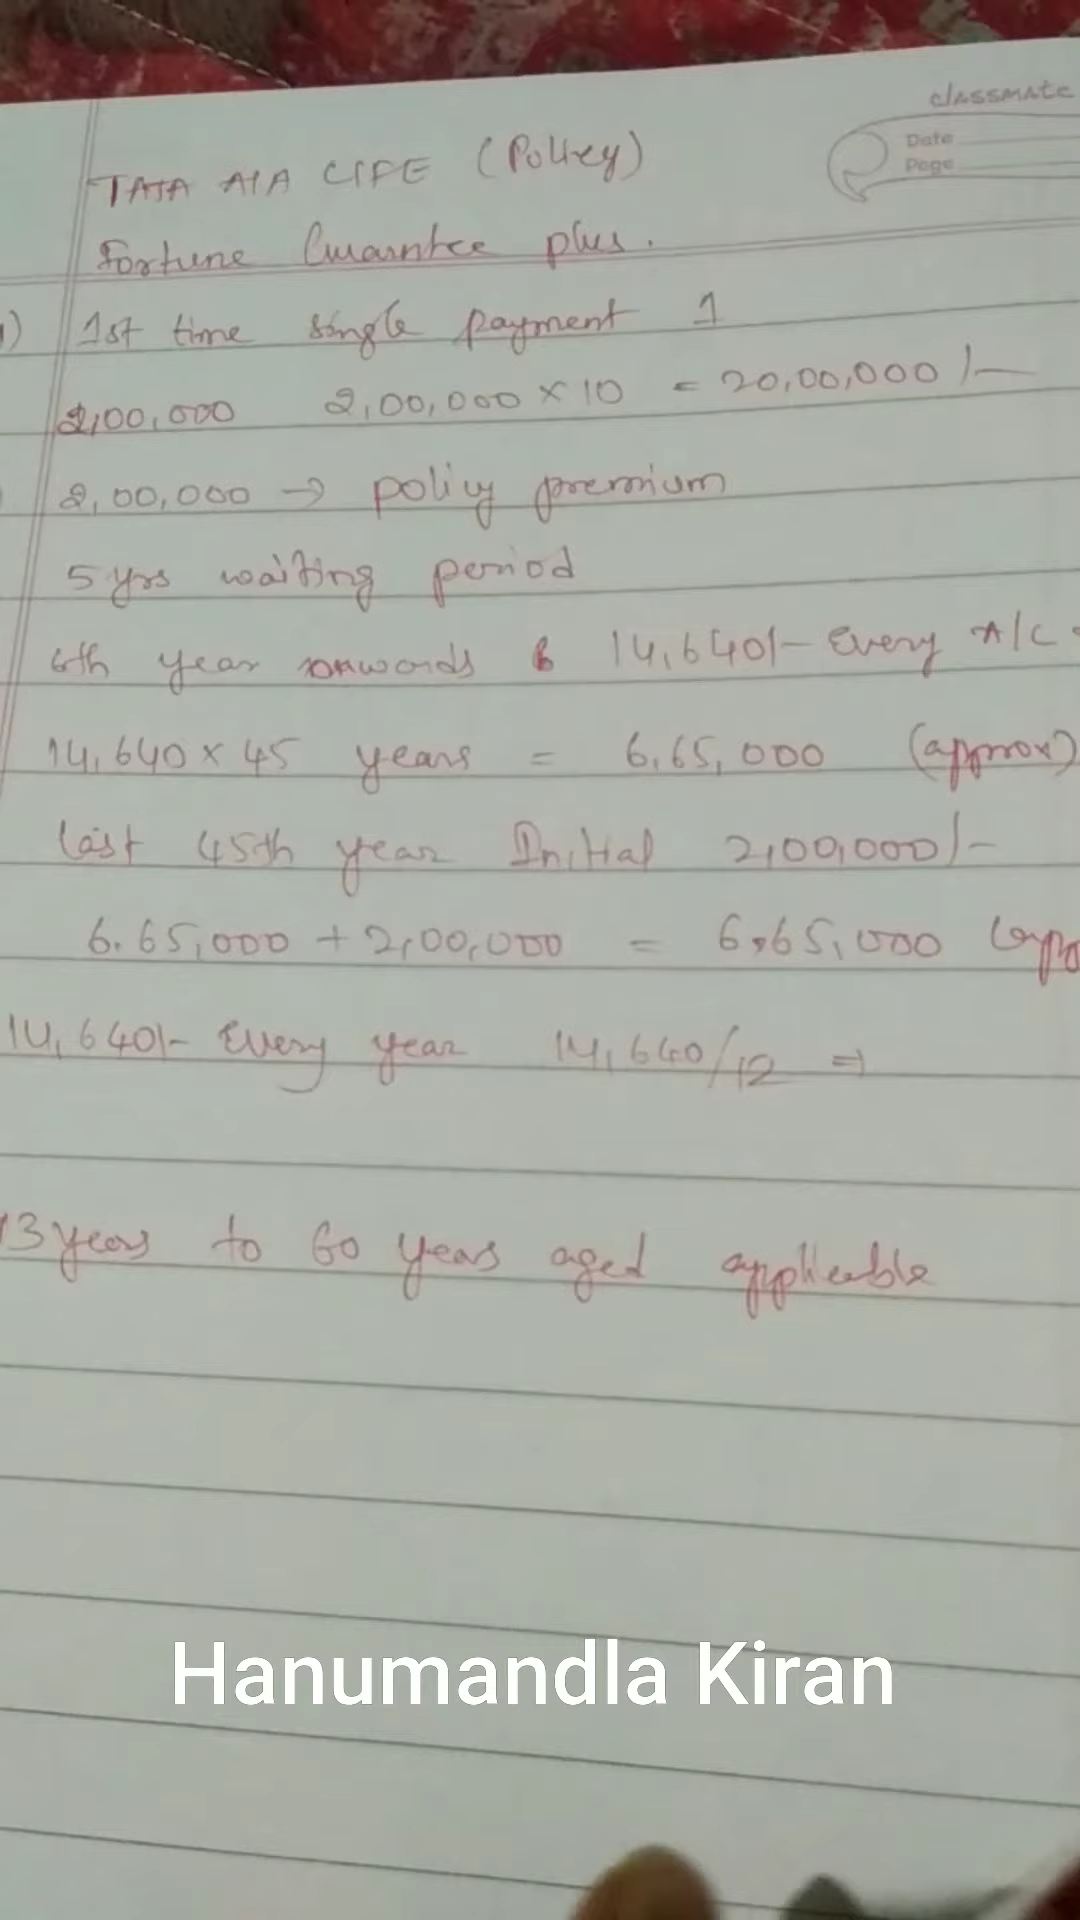 classmate
Date
Page
TATA AIA LIFE (Policy)
Fortune Guarntee plus.
1) 1st time single payment 1
2,00,000 2,00,000 × 10 = 20,00,000/-
2,00,000 → policy premium
5 yrs waiting period
6th year onwards 14,640/- Every A/C
14,640 × 45 years = 6,65,000 (approx)
last 45th year Initial 2,00,000/-
6.65,000 + 2,00,000 = 6,65,000
14,640/- Every year 14,640/12 ⇒
13 years to 60 years aged applicable
Hanumandla Kiran